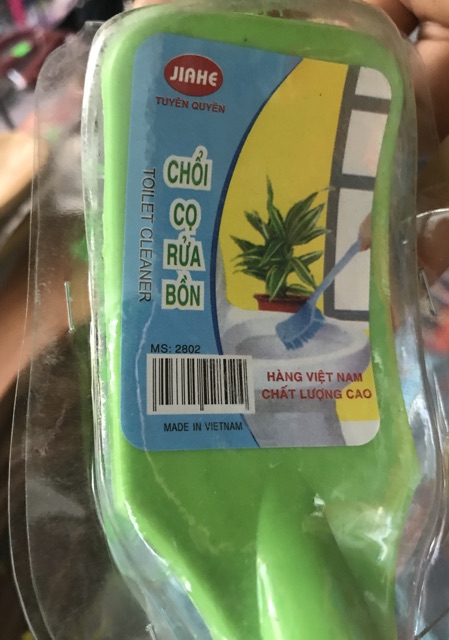 JIAHE
TUYÊN QUYÊN
CHỔI
CỌ
RỬA
BỒN
TOILET CLEANER
MS: 2802
HÀNG VIỆT NAM
CHẤT LƯỢNG CAO
MADE IN VIETNAM